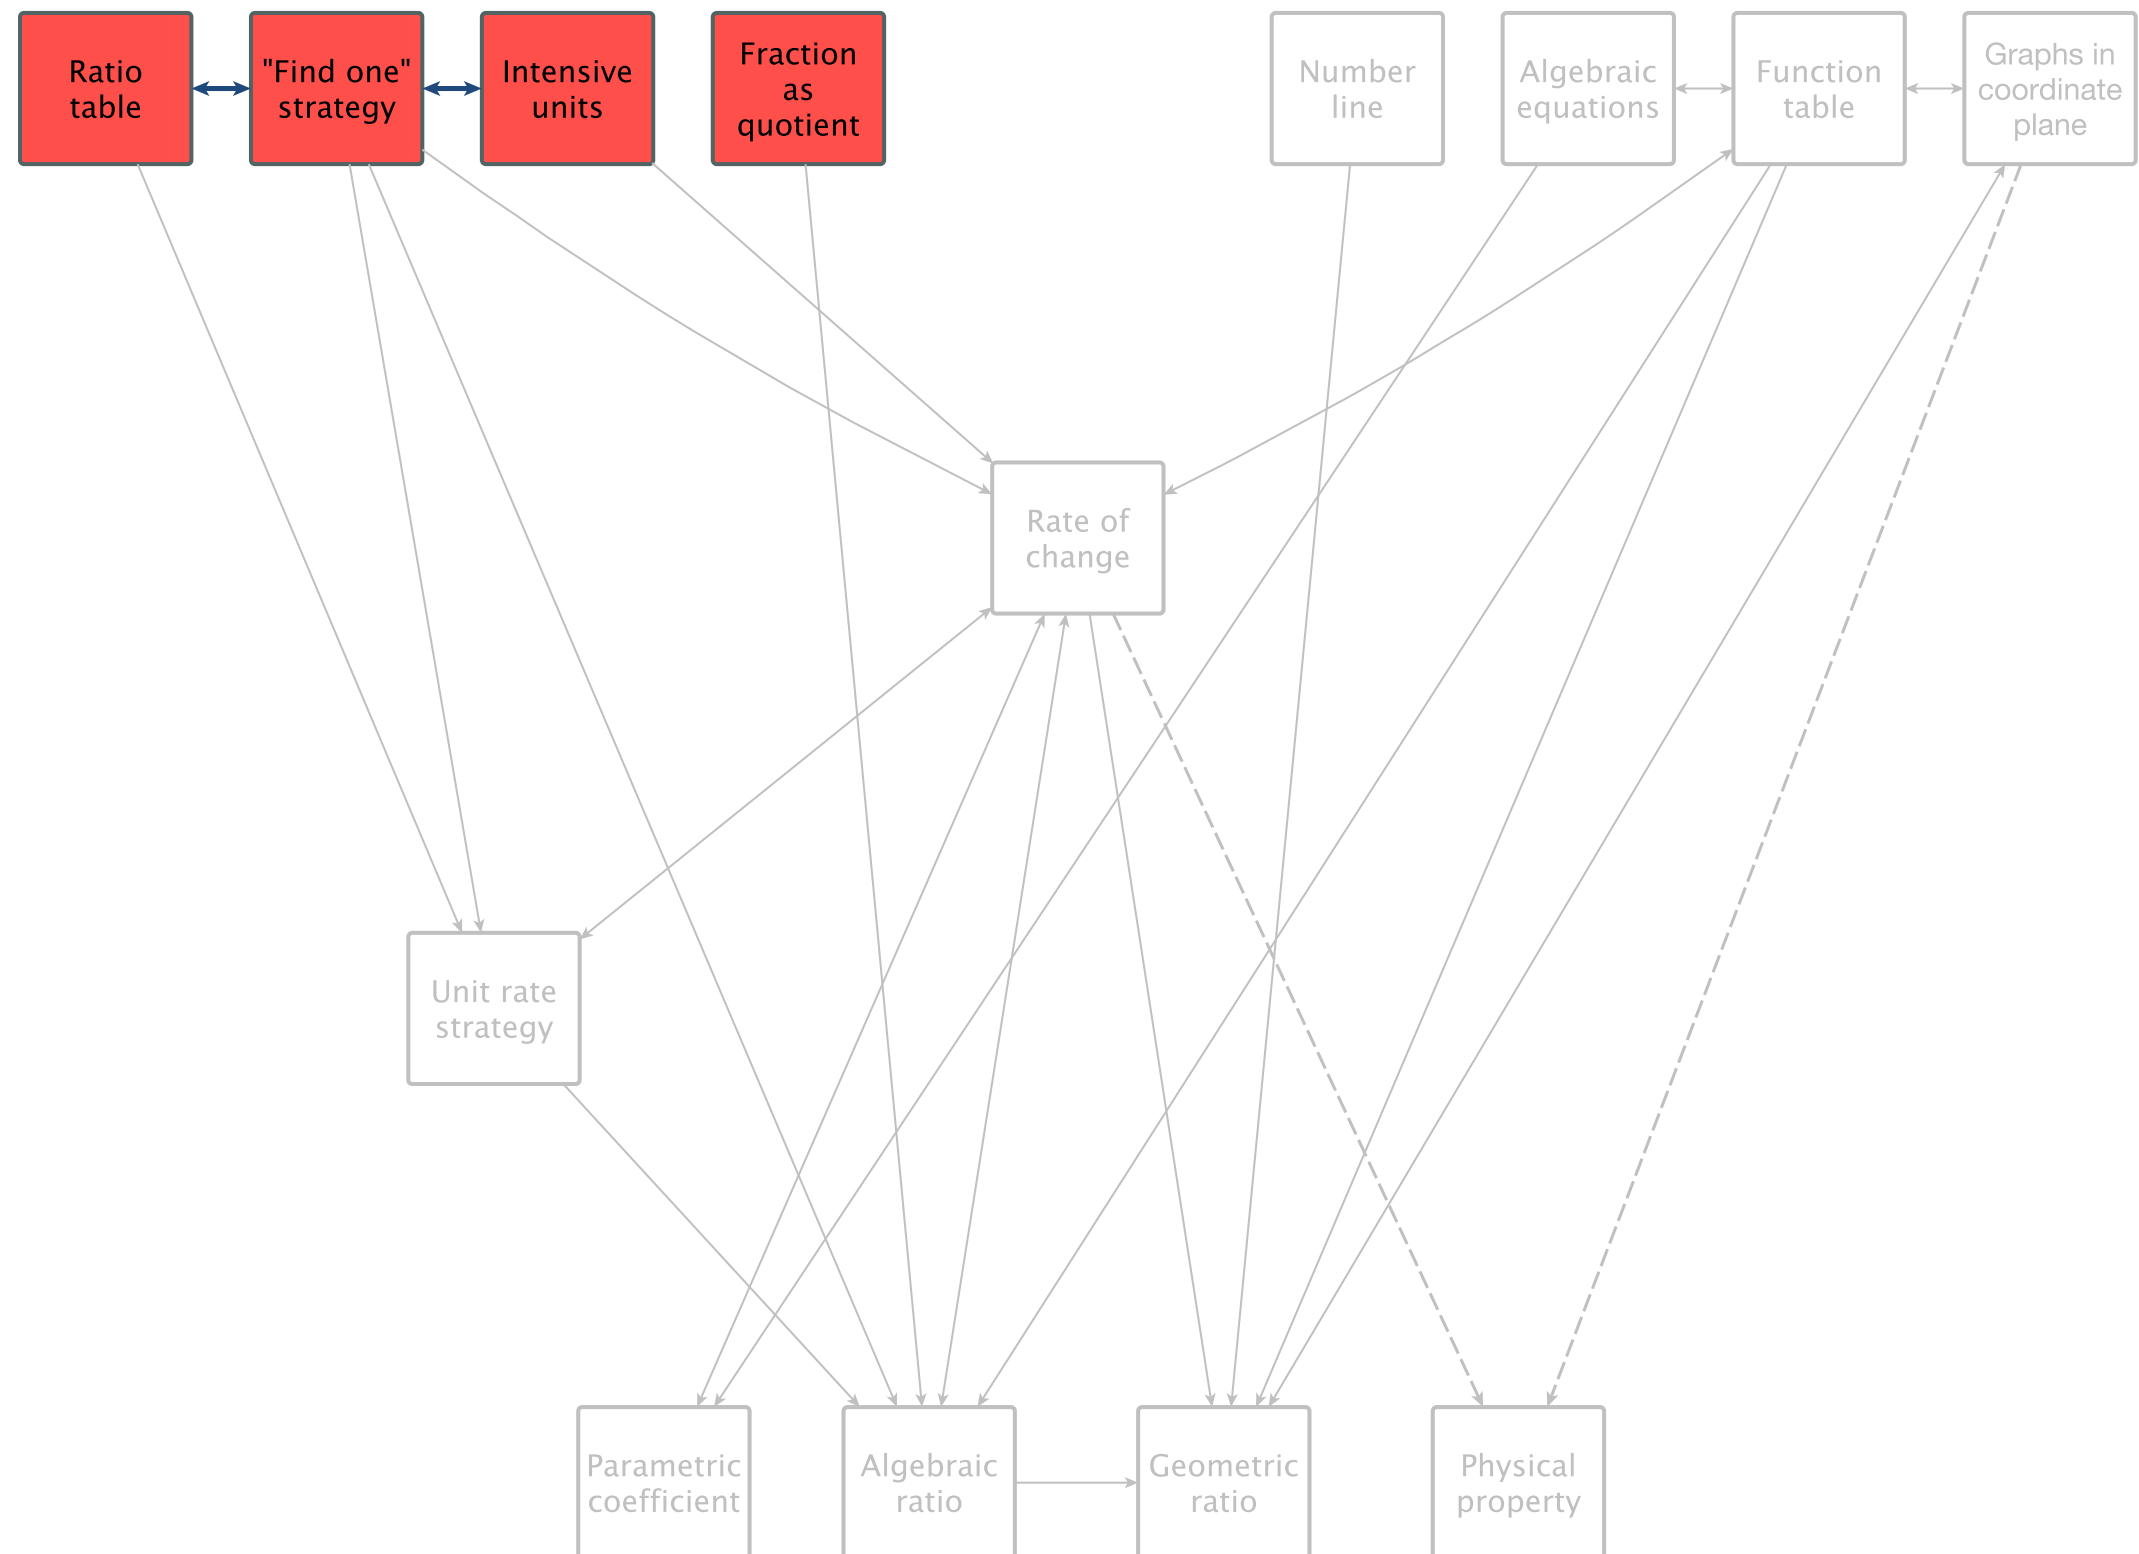 Ratio
table
"Find one"
strategy
Intensive
units
Fraction
as
quotient
Number
line
Algebraic
equations
Function
table
Graphs in
coordinate
plane
Rate of
change
Unit rate
strategy
Parametric
coefficient
Algebraic
ratio
Geometric
ratio
Physical
property